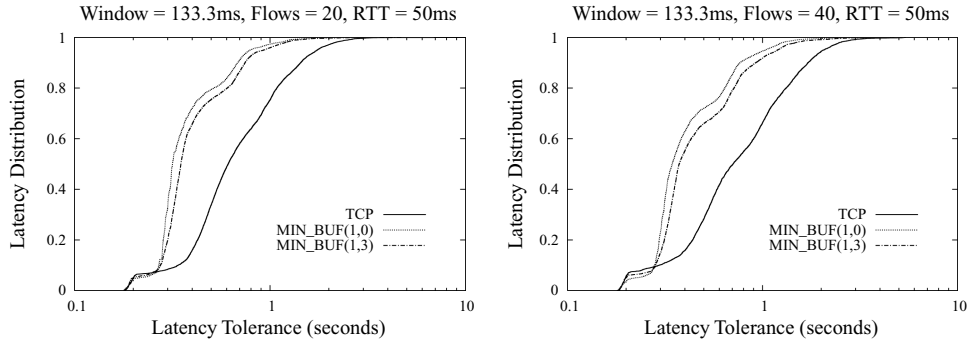 Window = 133.3ms, Flows = 20, RTT = 50ms
1
0.8
0.6
0.4
0.2
0
Latency Distribution
TCP
MIN_BUF(1,0)
MIN_BUF(1,3)
0.1
1
10
Latency Tolerance (seconds)
Window = 133.3ms, Flows = 40, RTT = 50ms
1
0.8
0.6
0.4
0.2
0
Latency Distribution
TCP
MIN_BUF(1,0)
MIN_BUF(1,3)
0.1
1
10
Latency Tolerance (seconds)